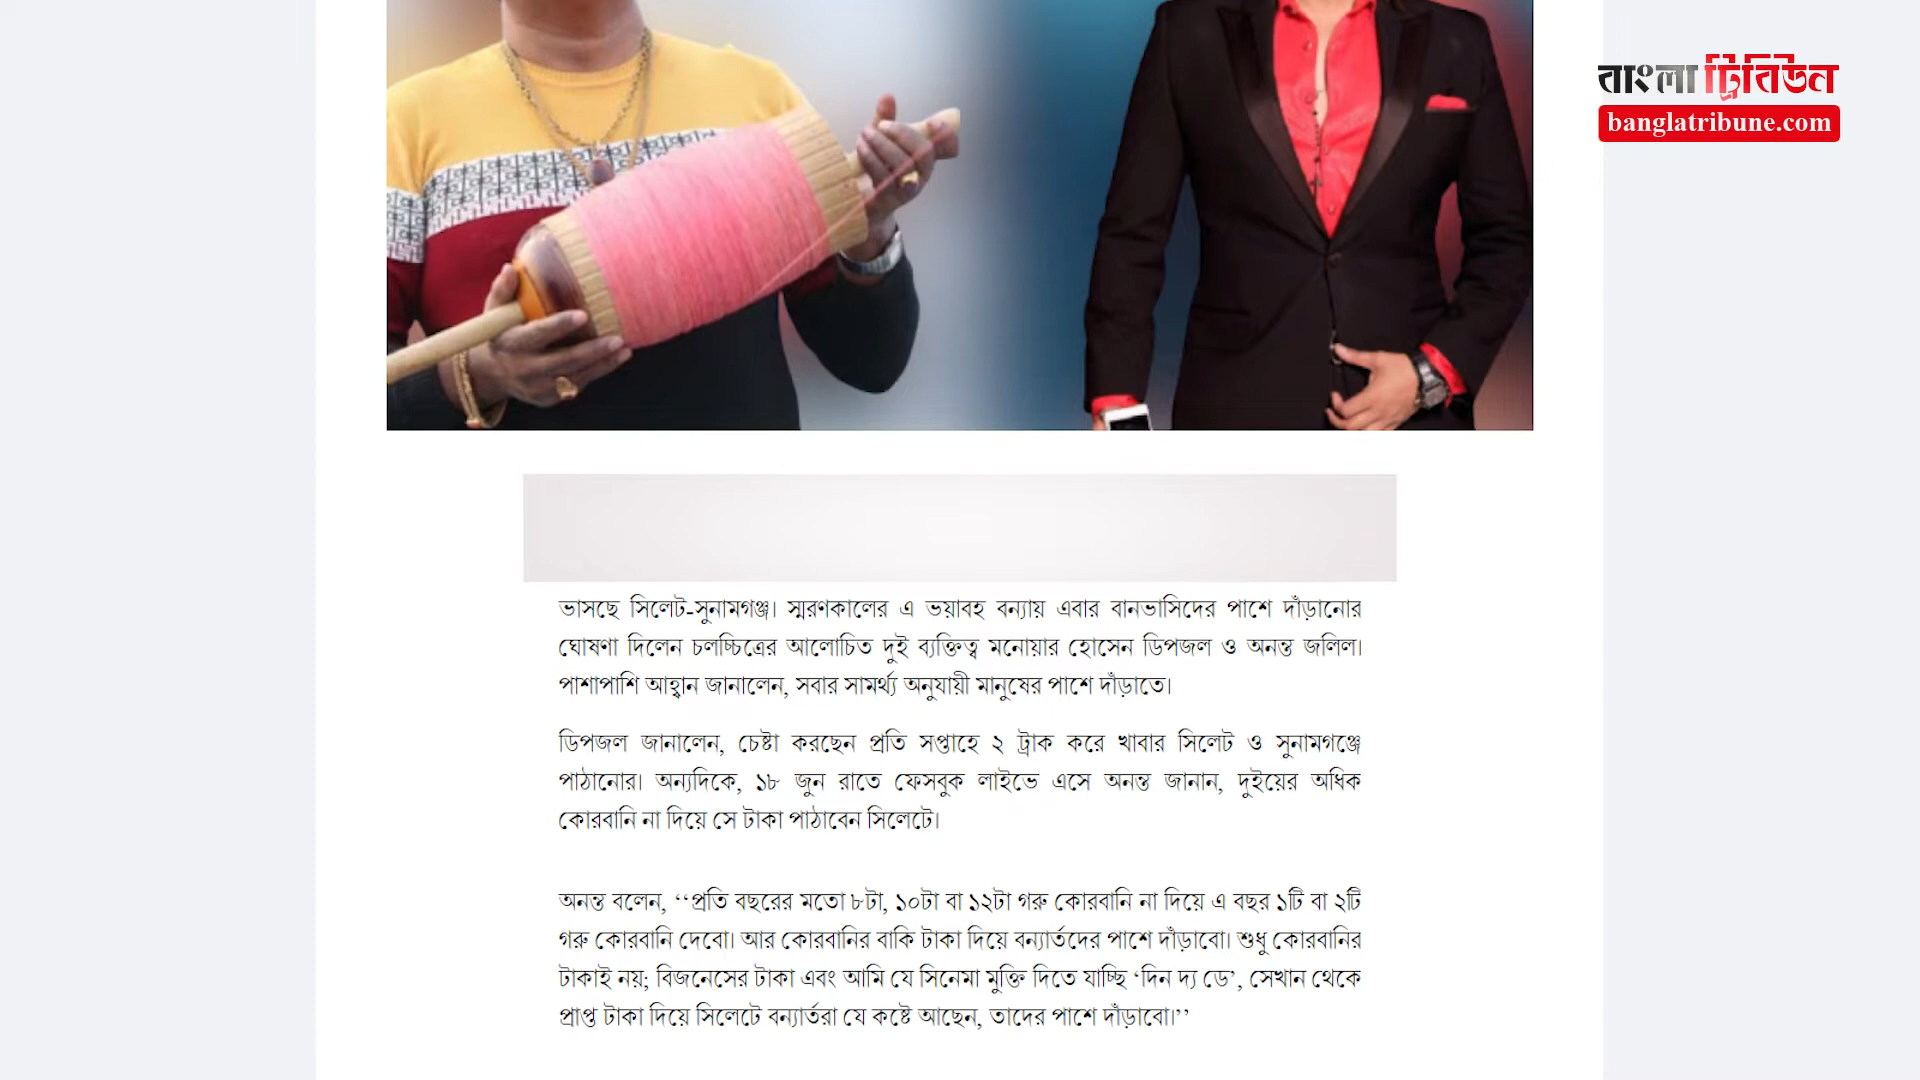 বাংলা ট্রিবিউন
banglatribune.com
ভাসছে সিলেট-সুনামগঞ্জ। স্মরণকালের এ ভয়াবহ বন্যায় এবার বানভাসিদের পাশে দাঁড়ানোর
ঘোষণা দিলেন চলচ্চিত্রের আলোচিত দুই ব্যক্তিত্ব মনোয়ার হোসেন ডিপজল ও অনন্ত জলিল।
পাশাপাশি আহ্বান জানালেন, সবার সামর্থ্য অনুযায়ী মানুষের পাশে দাঁড়াতে।
ডিপজল জানালেন, চেষ্টা করছেন প্রতি সপ্তাহে ২ ট্রাক করে খাবার সিলেট ও সুনামগঞ্জে
পাঠানোর। অন্যদিকে, ১৮ জুন রাতে ফেসবুক লাইভে এসে অনন্ত জানান, দুইয়ের অধিক
কোরবানি না দিয়ে সে টাকা পাঠাবেন সিলেটে।
অনন্ত বলেন, ‘‘প্রতি বছরের মতো ৮টা, ১০টা বা ১২টা গরু কোরবানি না দিয়ে এ বছর ১টি বা ২টি
গরু কোরবানি দেবো। আর কোরবানির বাকি টাকা দিয়ে বন্যার্তদের পাশে দাঁড়াবো। শুধু কোরবানির
টাকাই নয়; বিজনেসের টাকা এবং আমি যে সিনেমা মুক্তি দিতে যাচ্ছি ‘দিন দ্য ডে’, সেখান থেকে
প্রাপ্ত টাকা দিয়ে সিলেটে বন্যার্তরা যে কষ্টে আছেন, তাদের পাশে দাঁড়াবো।’’